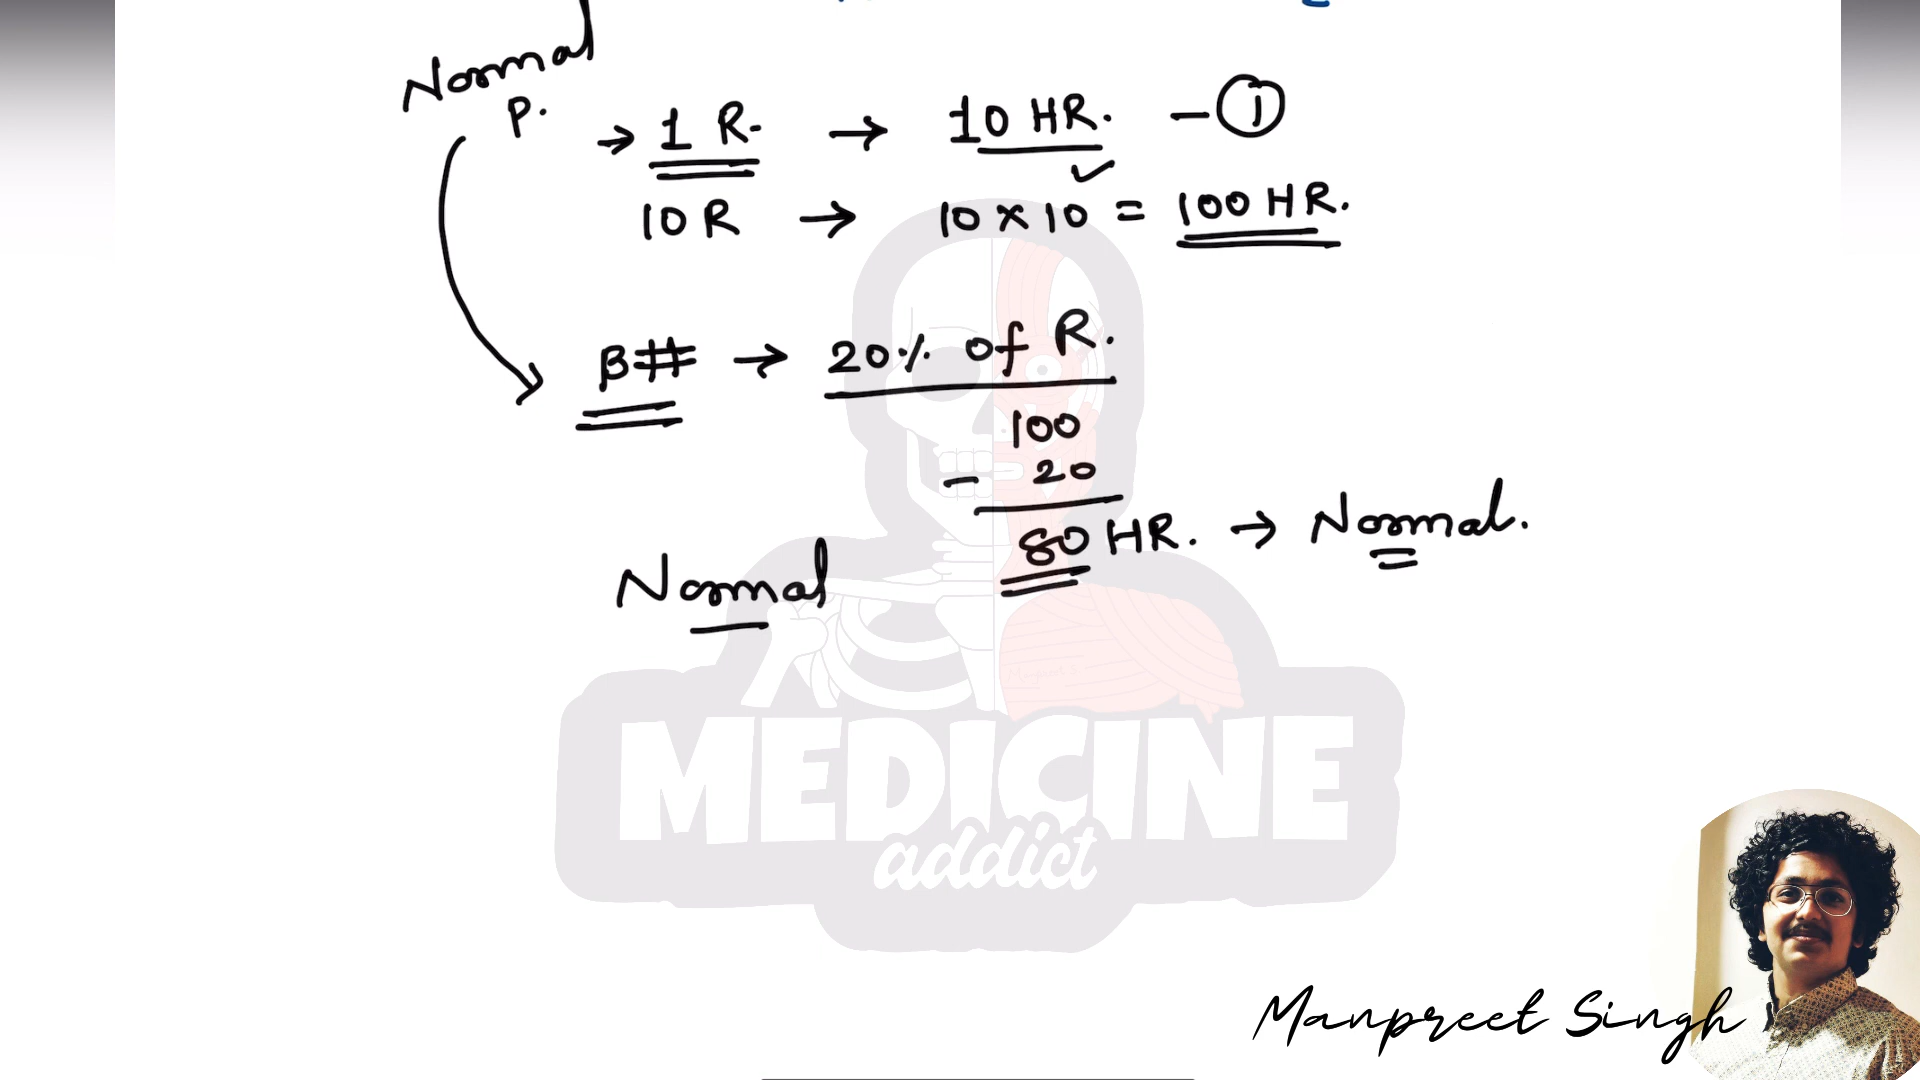 Normal
P.
→ 1 R. → 10 HR. – ①
10 R → 10 × 10 = 100 HR.
β# → 20% of R.
100
– 20
80 HR. → Normal.
Normal
MEDICINE
addict
Manpreet Singh